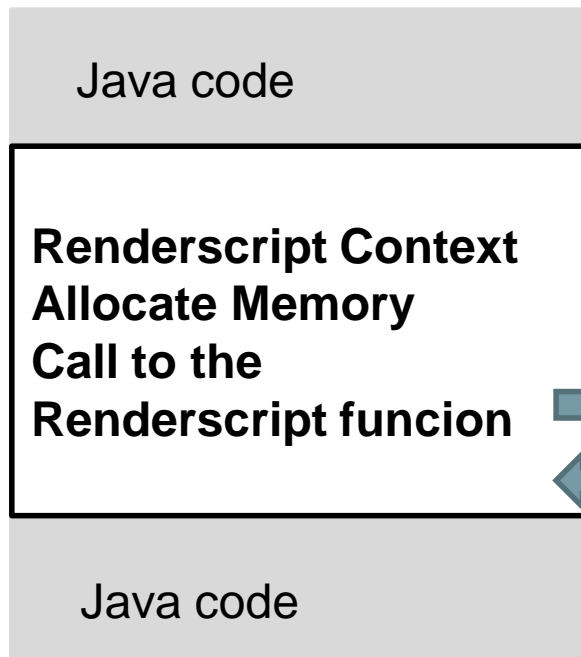 Java code
Renderscript Context
Allocate Memory
Call to the
Renderscript funcion
Java code